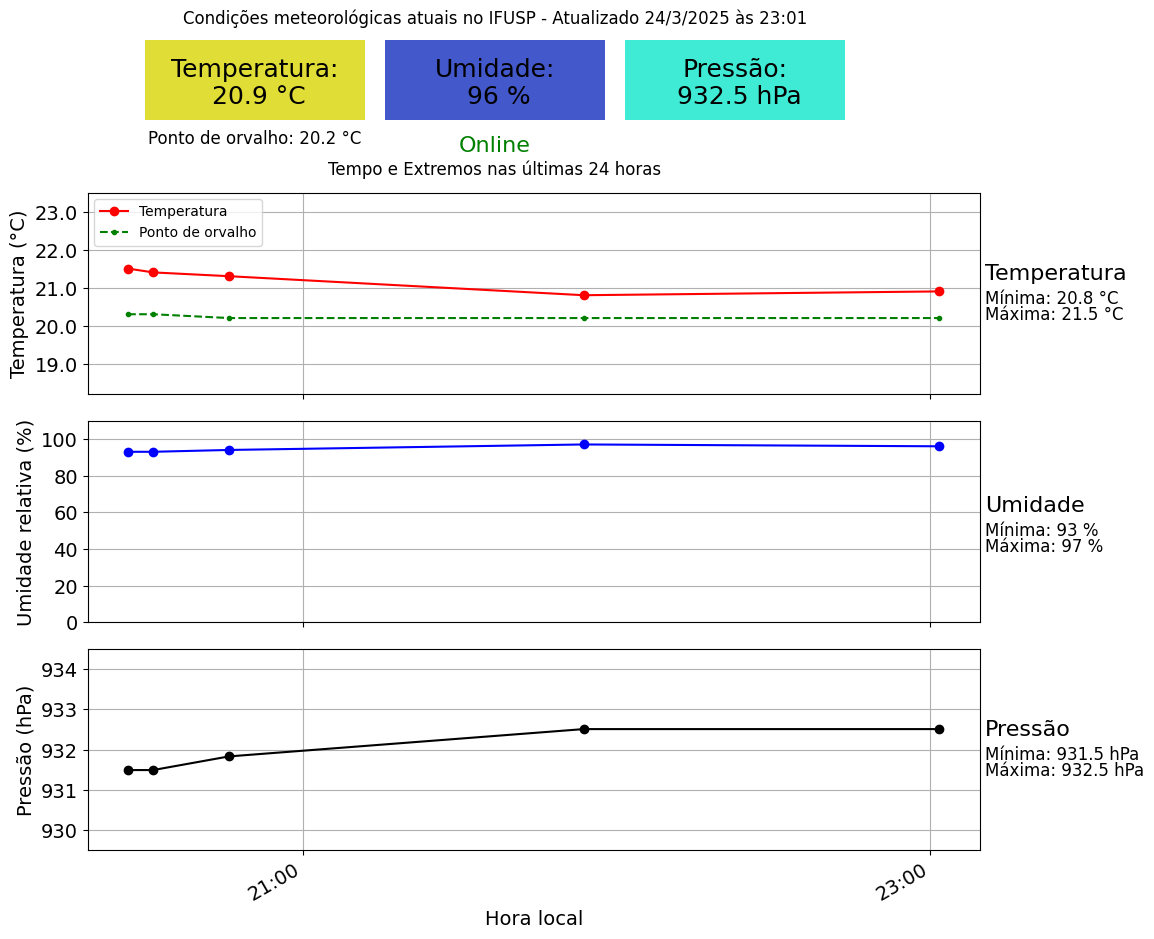 Condições meteorológicas atuais no IFUSP - Atualizado 24/3/2025 às 23:01
Temperatura:
20.9 °C
Umidade:
96 %
Pressão:
932.5 hPa
Ponto de orvalho: 20.2 °C
Online
Tempo e Extremos nas últimas 24 horas
Temperatura (°C)
23.0
22.0
21.0
20.0
19.0
Temperatura
Ponto de orvalho
Temperatura
Mínima: 20.8 °C
Máxima: 21.5 °C
Umidade relativa (%)
100
80
60
40
20
0
Umidade
Mínima: 93 %
Máxima: 97 %
Pressão (hPa)
934
933
932
931
930
Pressão
Mínima: 931.5 hPa
Máxima: 932.5 hPa
21:00
23:00
Hora local